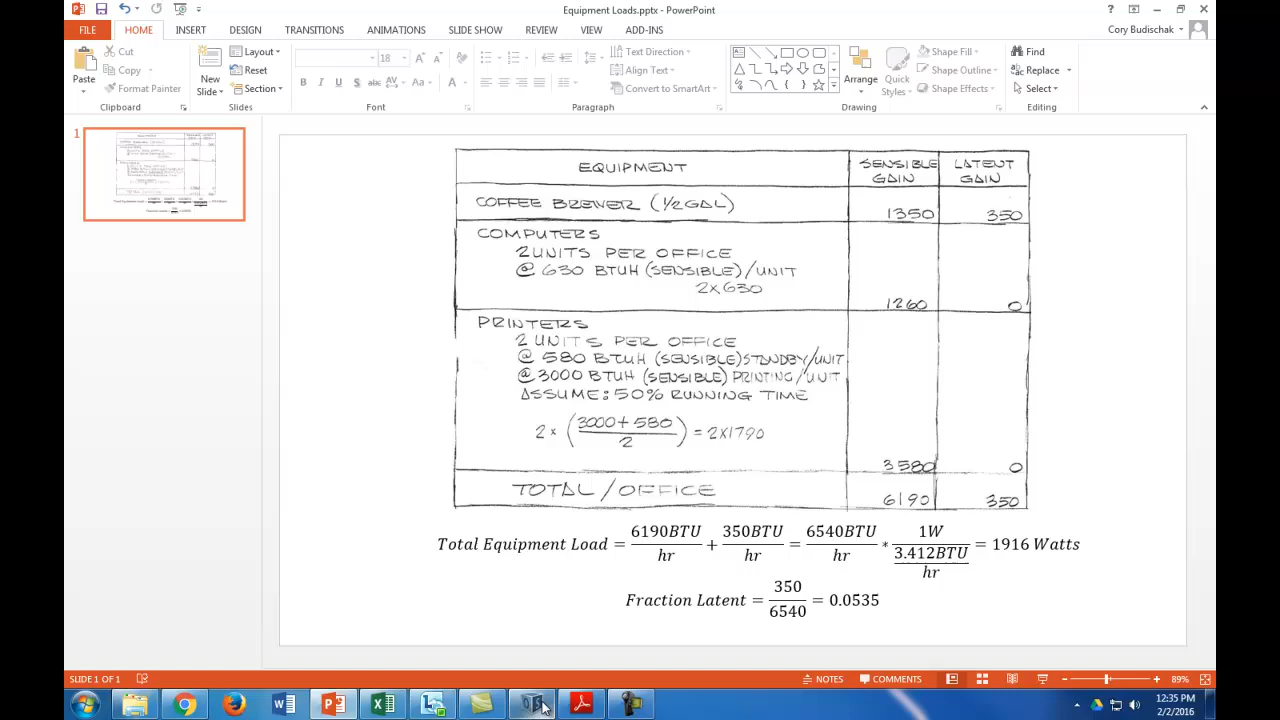 Equipment Loads.pptx - PowerPoint
FILE HOME INSERT DESIGN TRANSITIONS ANIMATIONS SLIDE SHOW REVIEW VIEW ADD-INS
Cory Budischak
Paste
Cut
Copy
Format Painter
Clipboard
New Slide
Layout
Reset
Section
Slides
18
Font
Text Direction
Align Text
Convert to SmartArt
Paragraph
Arrange
Quick Styles
Shape Fill
Shape Outline
Shape Effects
Drawing
Find
Replace
Select
Editing
1
EQUIPMENT SENSIBLE GAIN LATENT GAIN
COFFEE BREWER (1/2 GAL) 1350 350
COMPUTERS
2 UNITS PER OFFICE
@ 630 BTUH (SENSIBLE)/UNIT
2x630
1260 0
PRINTERS
2 UNITS PER OFFICE
@ 580 BTUH (SENSIBLE) STANDBY/UNIT
@ 3000 BTUH (SENSIBLE) PRINTING/UNIT
ASSUME: 50% RUNNING TIME
2 x (3000+580 / 2) = 2x1790
3580 0
TOTAL/OFFICE 6190 350
Total Equipment Load = 6190BTU/hr + 350BTU/hr = 6540BTU/hr * 1W / 3.412BTU/hr = 1916 Watts
Fraction Latent = 350/6540 = 0.0535
SLIDE 1 OF 1
NOTES
COMMENTS
89%
12:35 PM
2/2/2016